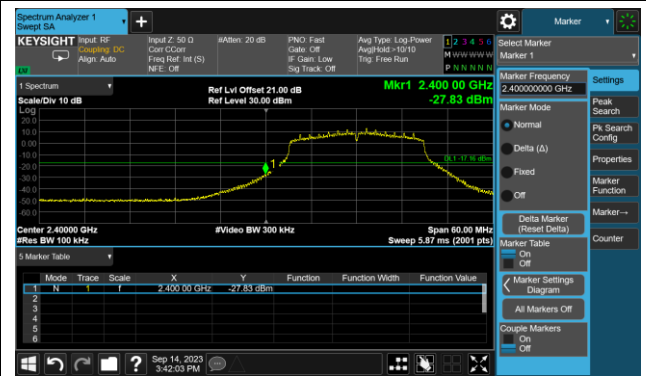 Spectrum Analyzer 1
Swept SA
Marker
KEYSIGHT
Input: RF
Coupling: DC
Align: Auto
Input Z: 50 Ω
Corr CCorr
Freq Ref: Int (S)
NFE: Off
#Atten: 20 dB
PNO: Fast
Gate: Off
IF Gain: Low
Sig Track: Off
Avg Type: Log-Power
Avg|Hold:>10/10
Trig: Free Run
1 2 3 4 5 6
M W W W W W
P N N N N N
Select Marker
Marker 1
1 Spectrum
Scale/Div 10 dB
Ref Lvl Offset 21.00 dB
Ref Level 30.00 dBm
Mkr1 2.400 00 GHz
-27.83 dBm
Log
20.0
10.0
0.00
-10.0
-20.0
-30.0
-40.0
-50.0
-60.0
1
DL1 -17.16 dBm
Center 2.40000 GHz
#Res BW 100 kHz
#Video BW 300 kHz
Span 60.00 MHz
Sweep 5.87 ms (2001 pts)
5 Marker Table
Mode Trace Scale X Y Function Function Width Function Value
1 N 1 f 2.400 00 GHz -27.83 dBm
2
3
4
5
6
Marker Frequency
2.400000000 GHz
Marker Mode
Normal
Delta (Δ)
Fixed
Off
Delta Marker
(Reset Delta)
Marker Table
On
Off
Marker Settings
Diagram
All Markers Off
Couple Markers
On
Off
Settings
Peak
Search
Pk Search
Config
Properties
Marker
Function
Marker→
Counter
Sep 14, 2023
3:42:03 PM